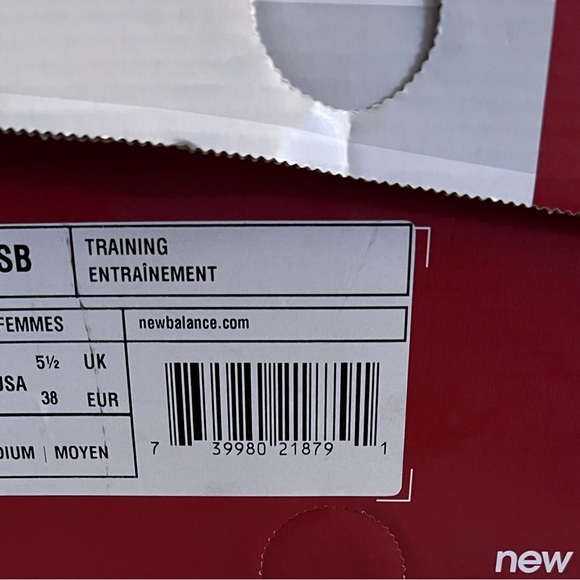 SB
TRAINING
ENTRAÎNEMENT
FEMMES
newbalance.com
5½ UK
USA
38 EUR
DIUM | MOYEN
7 39980 21879 1
new